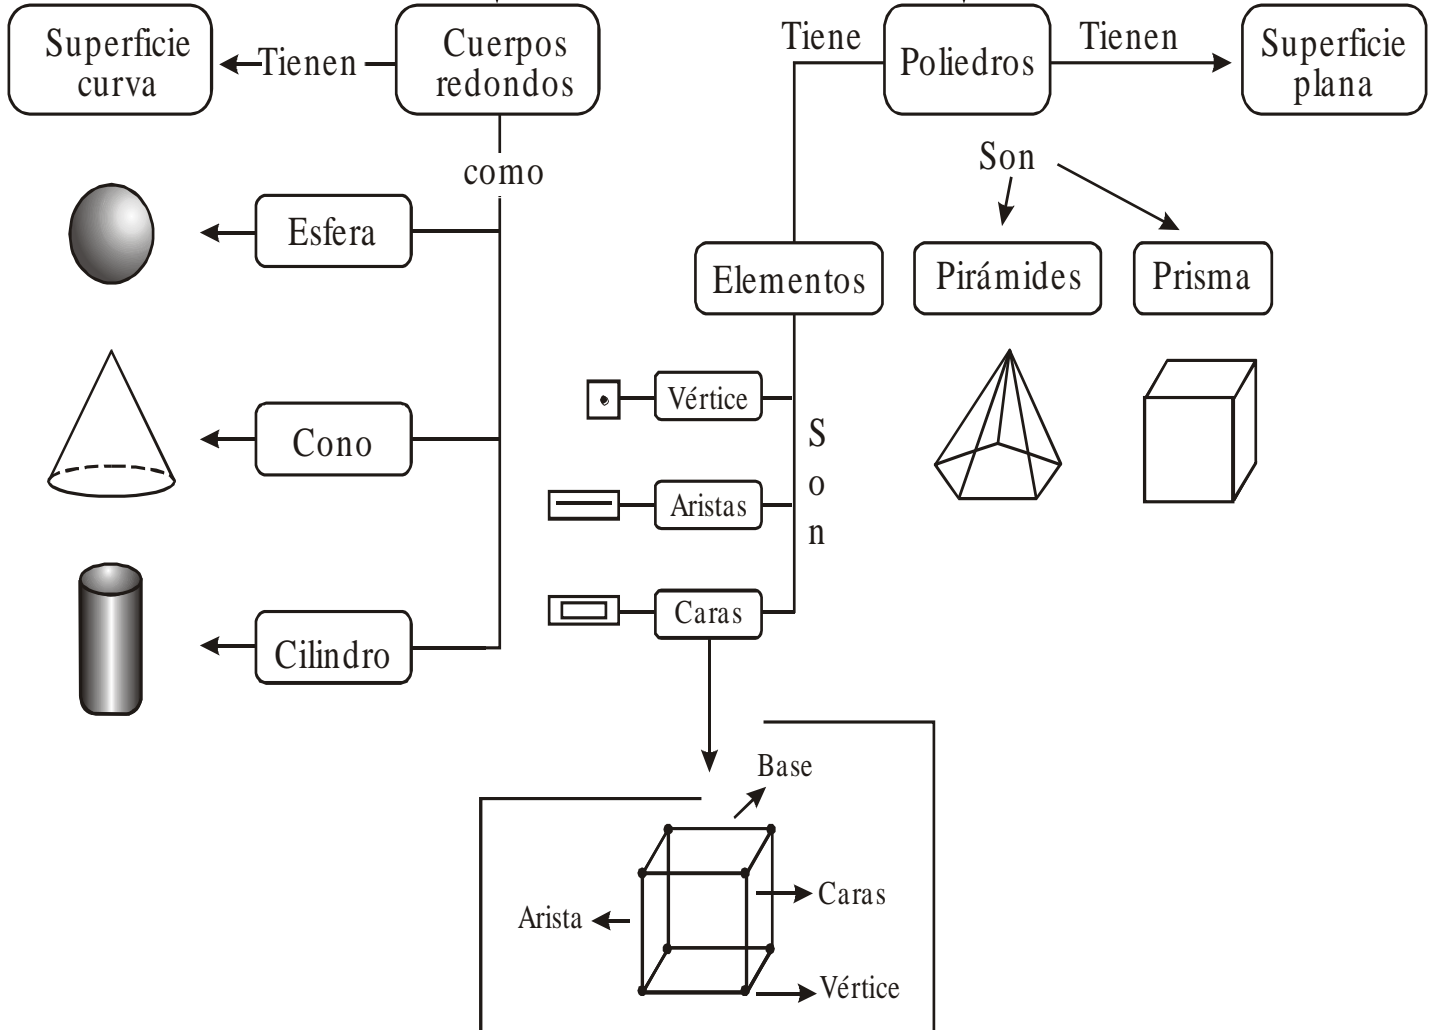 Superficie
curva
Tienen
Cuerpos
redondos
Tiene
Poliedros
Tienen
Superficie
plana
como
Son
Esfera
Elementos
Pirámides
Prisma
Vértice
Cono
S
o
n
Aristas
Caras
Cilindro
Base
Caras
Arista
Vértice